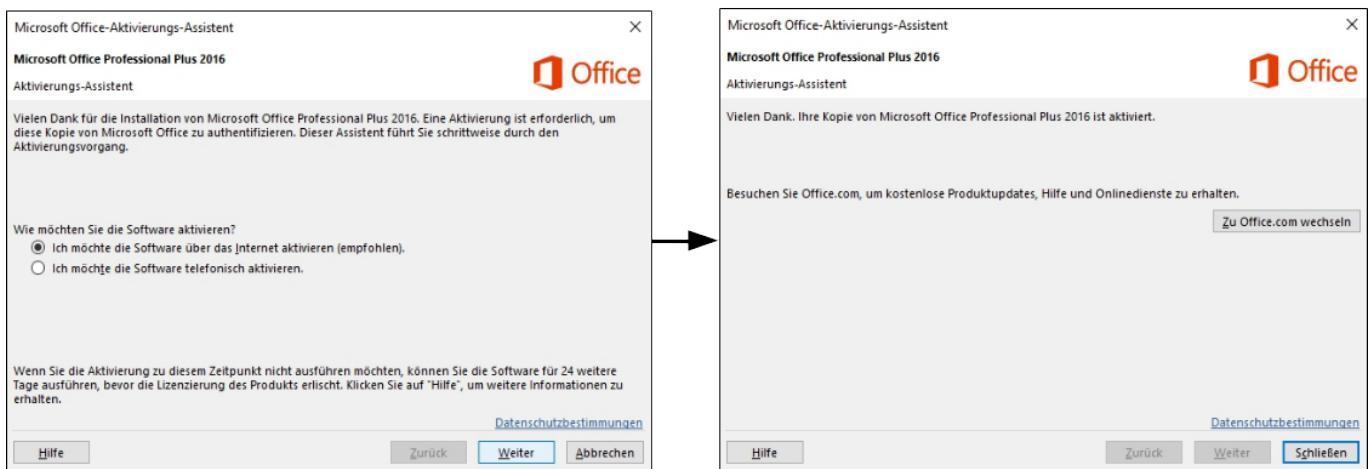 Microsoft Office-Aktivierungs-Assistent
Microsoft Office Professional Plus 2016
Aktivierungs-Assistent
Office
Vielen Dank für die Installation von Microsoft Office Professional Plus 2016. Eine Aktivierung ist erforderlich, um
diese Kopie von Microsoft Office zu authentifizieren. Dieser Assistent führt Sie schrittweise durch den
Aktivierungsvorgang.
Wie möchten Sie die Software aktivieren?
Ich möchte die Software über das Internet aktivieren (empfohlen).
Ich möchte die Software telefonisch aktivieren.
Wenn Sie die Aktivierung zu diesem Zeitpunkt nicht ausführen möchten, können Sie die Software für 24 weitere
Tage ausführen, bevor die Lizenzierung des Produkts erlischt. Klicken Sie auf "Hilfe", um weitere Informationen zu
erhalten.
Datenschutzbestimmungen
Hilfe
Zurück
Weiter
Abbrechen
Microsoft Office-Aktivierungs-Assistent
Microsoft Office Professional Plus 2016
Aktivierungs-Assistent
Office
Vielen Dank. Ihre Kopie von Microsoft Office Professional Plus 2016 ist aktiviert.
Besuchen Sie Office.com, um kostenlose Produktupdates, Hilfe und Onlinedienste zu erhalten.
Zu Office.com wechseln
Datenschutzbestimmungen
Hilfe
Zurück
Weiter
Schließen